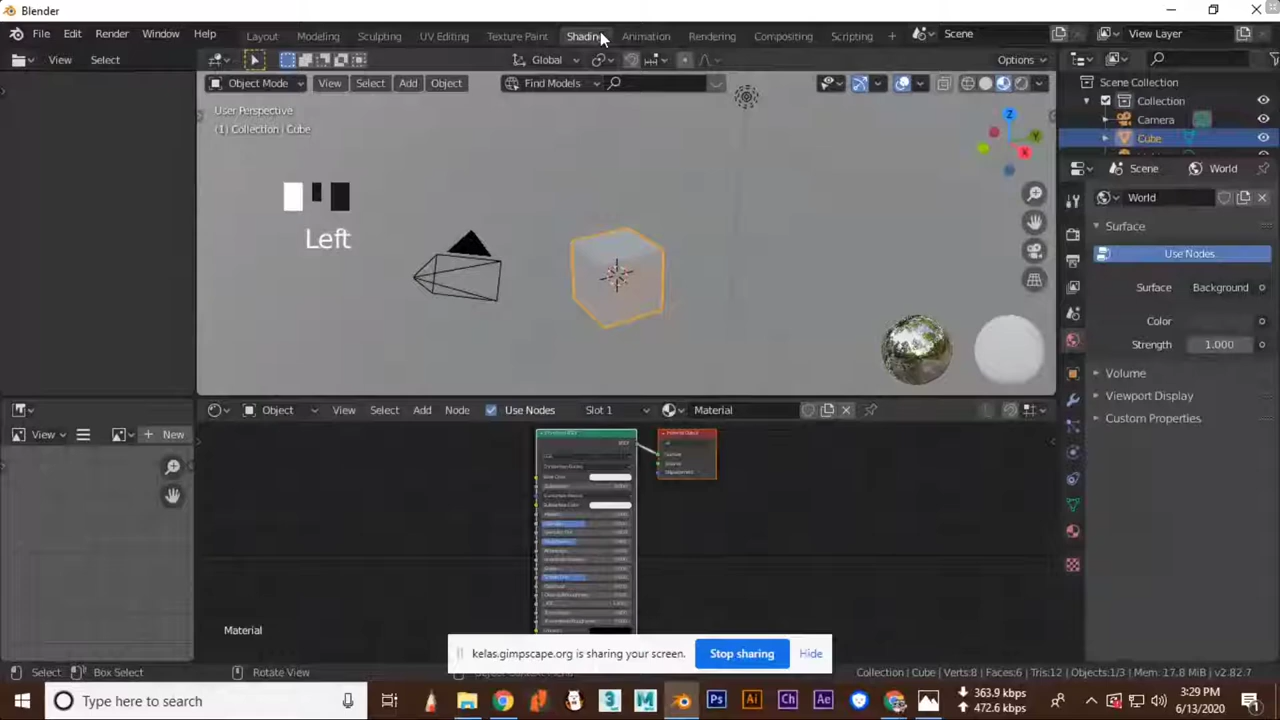 Blender
File Edit Render Window Help
Layout Modeling Sculpting UV Editing Texture Paint Shading Animation Rendering Compositing Scripting
Scene
View Layer
View Select
Global
Options
Object Mode View Select Add Object
Find Models
User Perspective
(1) Collection | Cube
Left
Z
Y
X
Scene Collection
Collection
Camera
Cube
Scene
World
World
Surface
Use Nodes
Surface Background
Color
Strength 1.000
Volume
Viewport Display
Custom Properties
Object View Select Add Node Use Nodes Slot 1 Material
View New
Material Output
Base Color
Material
kelas.gimpscape.org is sharing your screen.
Stop sharing
Hide
Select Box Select Rotate View
Collection | Cube | Verts:8 | Faces:6 | Tris:12 | Objects:1/3 | Mem: 17.8 MiB | v2.82.7
Type here to search
363.9 kbps
472.6 kbps
3:29 PM
6/13/2020